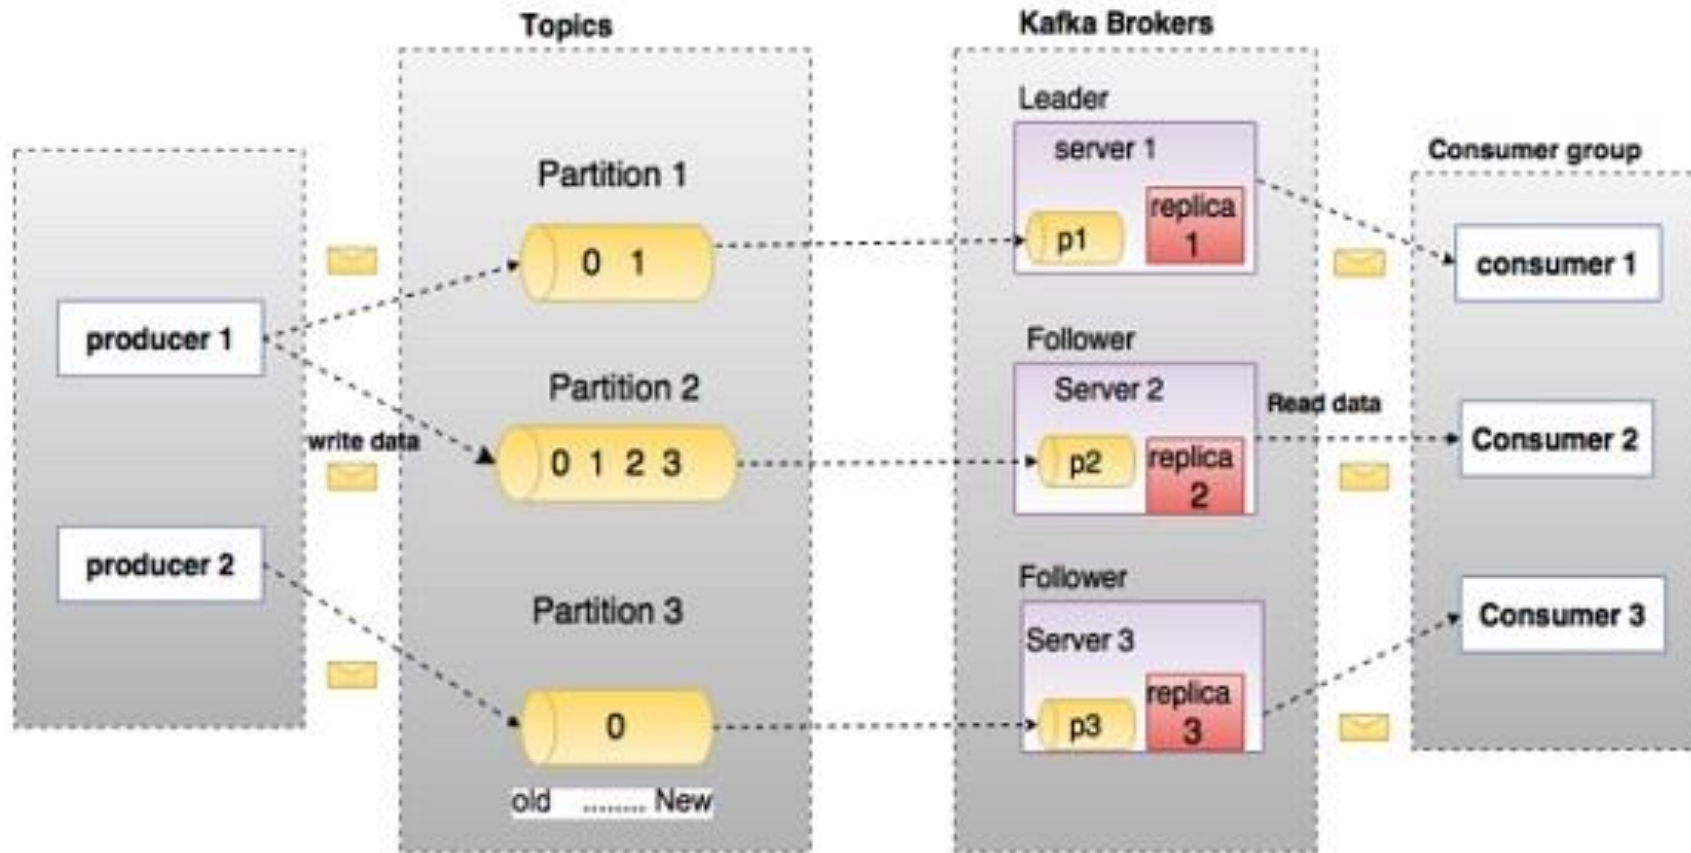 Topics
Kafka Brokers
producer 1
producer 2
write data
Partition 1
0 1
Partition 2
0 1 2 3
Partition 3
0
old ......... New
Leader
server 1
p1
replica
1
Follower
Server 2
p2
replica
2
Follower
Server 3
p3
replica
3
Read data
Consumer group
consumer 1
Consumer 2
Consumer 3